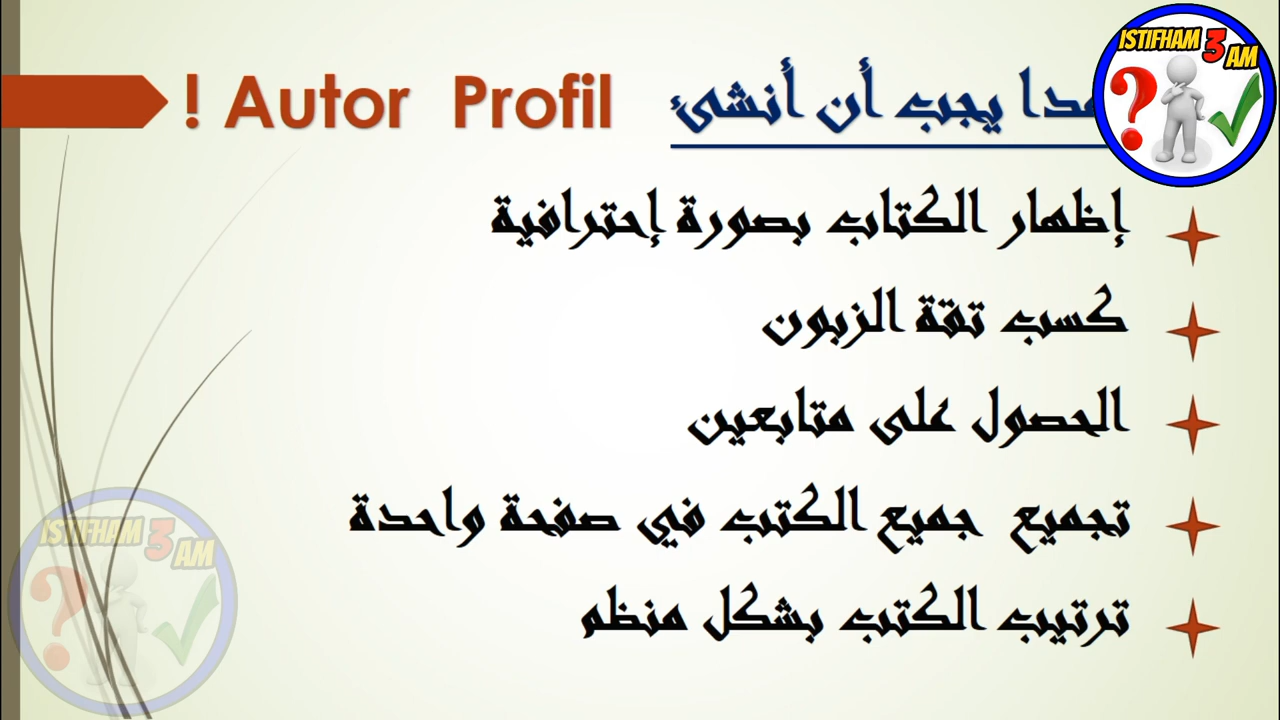 يجب أن أنشئ Autor Profil !
إظهار الكتاب بصورة إحترافية
كسب تقة الزبون
الحصول على متابعين
تجميع جميع الكتب في صفحة واحدة
ترتيب الكتب بشكل منظم
ISTIFHAM 3 AM
ISTIFHAM 3 AM